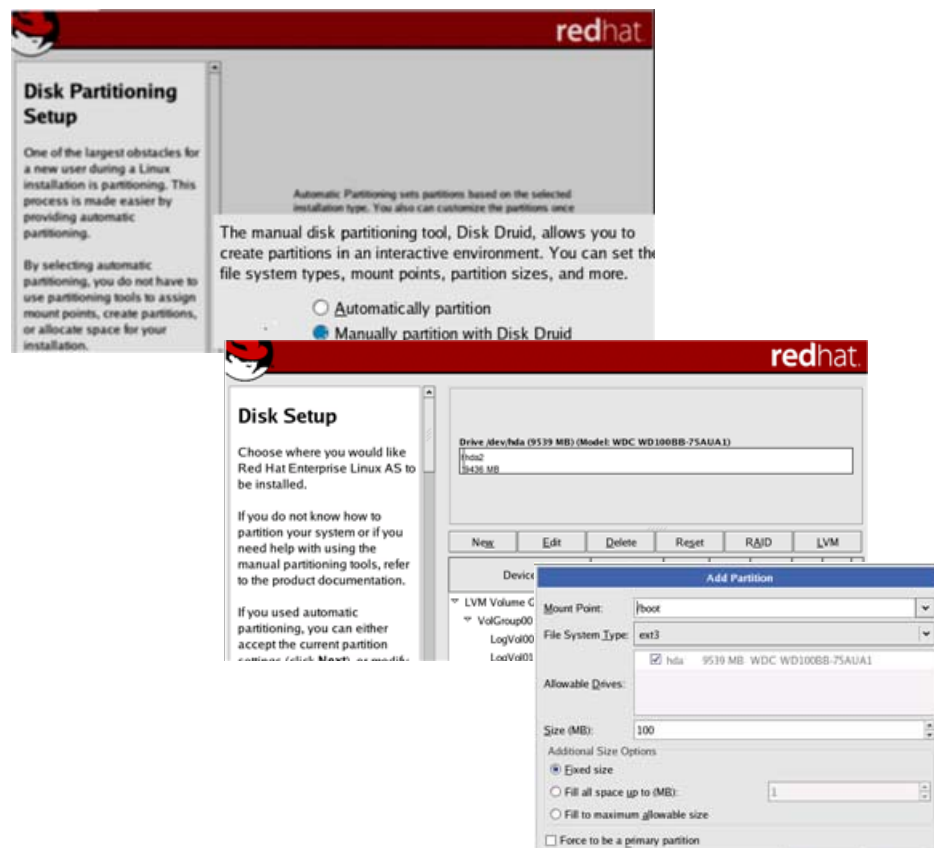 redhat
Disk Partitioning
Setup
One of the largest obstacles for
a new user during a Linux
installation is partitioning. This
process is made easier by
providing automatic
partitioning.
By selecting automatic
partitioning, you do not have to
use partitioning tools to assign
mount points, create partitions,
or allocate space for your
installation.
Automatic Partitioning sets partitions based on the selected
installation type. You also can customize the partitions once
The manual disk partitioning tool, Disk Druid, allows you to
create partitions in an interactive environment. You can set the
file system types, mount points, partition sizes, and more.
Automatically partition
Manually partition with Disk Druid
redhat.
Disk Setup
Choose where you would like
Red Hat Enterprise Linux AS to
be installed.
If you do not know how to
partition your system or if you
need help with using the
manual partitioning tools, refer
to the product documentation.
If you used automatic
partitioning, you can either
accept the current partition
settings (click Next), or modify
Drive /dev/hda (9539 MB) (Model: WDC WD100BB-75AUA1)
hda2
9436 MB
New Edit Delete Reset RAID LVM
Device
LVM Volume G
VolGroup00
LogVol00
LogVol01
Add Partition
Mount Point: /boot
File System Type: ext3
hda 9539 MB WDC WD100BB-75AUA1
Allowable Drives:
Size (MB): 100
Additional Size Options
Fixed size
Fill all space up to (MB): 1
Fill to maximum allowable size
Force to be a primary partition